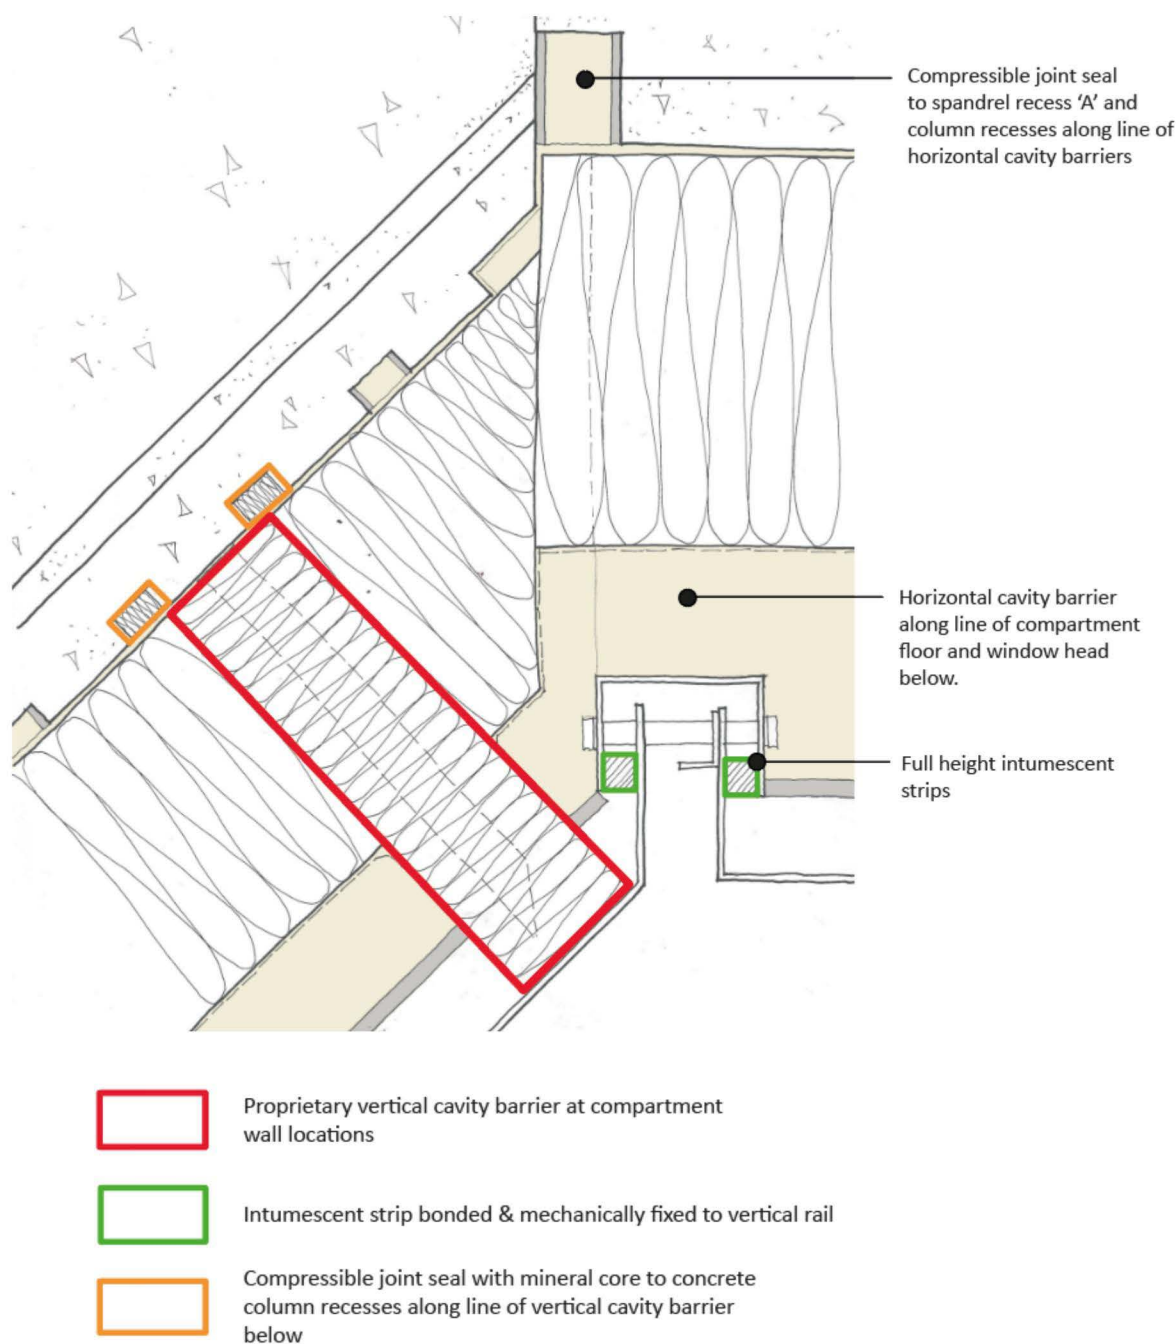 Compressible joint seal
to spandrel recess ‘A’ and
column recesses along line of
horizontal cavity barriers
Horizontal cavity barrier
along line of compartment
floor and window head
below.
Full height intumescent
strips
Proprietary vertical cavity barrier at compartment
wall locations
Intumescent strip bonded & mechanically fixed to vertical rail
Compressible joint seal with mineral core to concrete
column recesses along line of vertical cavity barrier
below